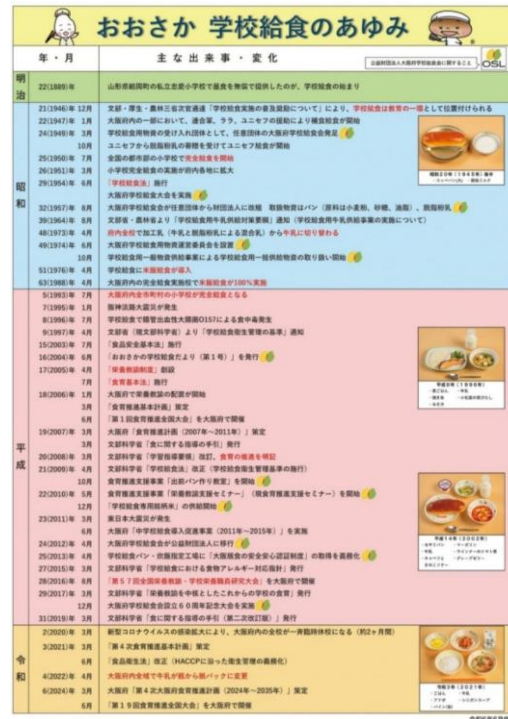 おおさか 学校給食のあゆみ
年・月 主な出来事・変化
公益財団法人大阪府学校給食会に関すること
OSL
明治
22(1889)年 山形県鶴岡町の私立忠愛小学校で昼食を無償で提供したのが、学校給食の始まり
昭和
21(1946)年 12月 文部・厚生・農林三省次官通達「学校給食実施の普及奨励について」により、学校給食は教育の一環として位置付けられる
22(1947)年 1月 大阪府内の一部において、連合軍、ララ、ユニセフの援助により補食給食が開始
24(1949)年 3月 学校給食用物資の受け入れ団体として、任意団体の大阪府学校給食会発足
10月 ユニセフから脱脂粉乳の寄贈を受けてユニセフ給食が開始
25(1950)年 7月 全国の都市部の小学校で完全給食を開始
26(1951)年 3月 小学校完全給食の実施が府内各地に拡大
29(1954)年 6月 「学校給食法」施行
大阪府学校給食大会を実施
32(1957)年 8月 大阪府学校給食会が任意団体から財団法人に改組 取扱物資はパン(原料は小麦粉、砂糖、油脂)、脱脂粉乳
39(1964)年 8月 文部省・農林省より「学校給食用牛乳供給対策要綱」通知(学校給食用牛乳供給事業の実施について)
48(1973)年 4月 府内全校で加工乳(牛乳と脱脂粉乳による混合乳)から牛乳に切り替わる
49(1974)年 6月 大阪府学校給食用物資運営委員会を設置
10月 学校給食用一般物資供給事業による学校給食用一括供給物資の取り扱い開始
51(1976)年 4月 学校給食に米飯給食が導入
63(1988)年 4月 大阪府内の完全給食実施校で米飯給食が100%実施
昭和20年(1945年)後半
平成
5(1993)年 7月 大阪府内全市町村の小学校が完全給食となる
7(1995)年 1月 阪神淡路大震災が発生
8(1996)年 7月 学校給食で腸管出血性大腸菌O157による食中毒発生
9(1997)年 4月 文部省(現文部科学省)より「学校給食衛生管理の基準」通知
15(2003)年 7月 「食品安全基本法」施行
16(2004)年 6月 「おおさかの学校給食だより(第1号)」を発行
17(2005)年 4月 「栄養教諭制度」創設
7月 「食育基本法」施行
18(2006)年 1月 大阪府で栄養教諭の配置が開始
3月 「食育推進基本計画」策定
6月 「第1回食育推進全国大会」を大阪で開催
19(2007)年 3月 大阪府「食育推進計画(2007年~2011年)」策定
3月 文部科学省「食に関する指導の手引」発行
20(2008)年 3月 文部科学省「学習指導要領」改訂、食育の推進を明記
21(2009)年 4月 文部科学省「学校給食法」改正(学校給食衛生管理基準の施行)
10月 食育推進支援事業「出前パン作り教室」を開始
22(2010)年 5月 食育推進支援事業「栄養教諭支援セミナー」(現食育推進支援セミナー)を開始
12月 「学校給食専用銘柄米」の供給開始
23(2011)年 3月 東日本大震災が発生
6月 大阪府「中学校給食導入促進事業(2011年~2015年)」を実施
24(2012)年 4月 大阪府学校給食会が公益財団法人に移行
25(2013)年 4月 学校給食パン・炊飯指定工場に「大阪版食の安全安心認証制度」の取得を義務化
27(2015)年 3月 文部科学省「学校給食における食物アレルギー対応指針」発行
28(2016)年 8月 「第57回全国栄養教諭・学校栄養職員研究大会」を大阪で開催
29(2017)年 3月 文部科学省「栄養教諭を中核としたこれからの学校の食育」発行
12月 大阪府学校給食会設立60周年記念大会を実施
31(2019)年 3月 文部科学省「食に関する指導の手引(第二次改訂版)」発行
平成8年(1996年)
平成14年(2002年)
令和
2(2020)年 3月 新型コロナウイルスの感染拡大により、大阪府内の全校が一斉臨時休校になる(約2ヶ月間)
3(2021)年 3月 「第4次食育推進基本計画」策定
6月 「食品衛生法」改正(HACCPに沿った衛生管理の義務化)
4(2022)年 4月 大阪府内全域で牛乳が瓶から紙パックに変更
6(2024)年 3月 大阪府「第4次大阪府食育推進計画(2024年~2035年)」策定
6月 「第19回食育推進全国大会」を大阪で開催
令和3年(2021年)
・ごはん ・牛乳